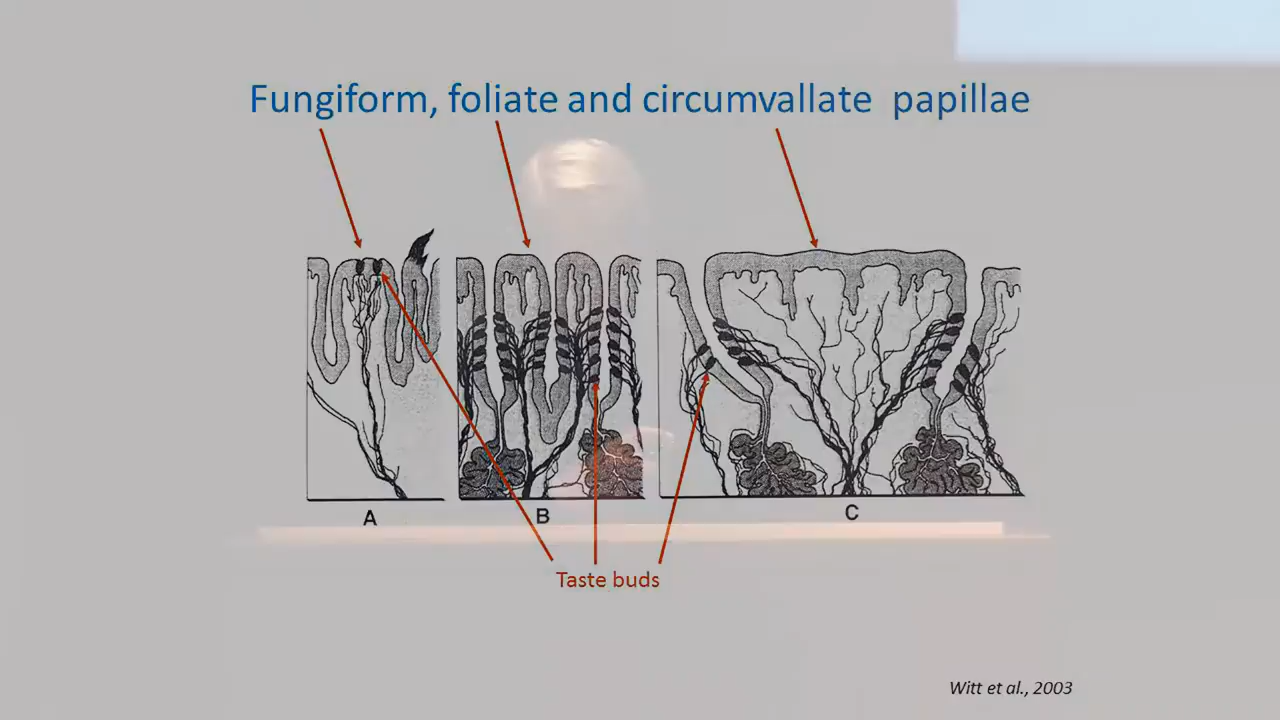 Fungiform, foliate and circumvallate papillae
A
B
C
Taste buds
Witt et al., 2003